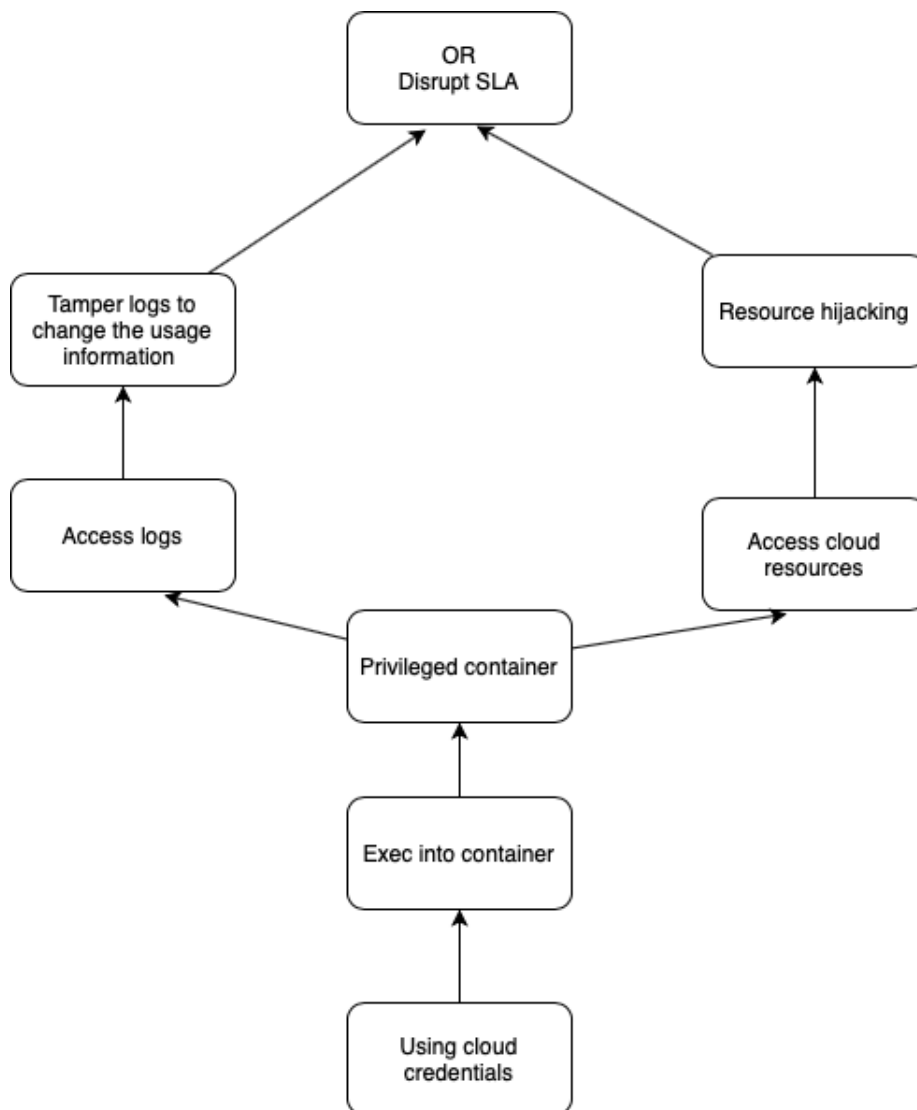 OR
Disrupt SLA
Tamper logs to
change the usage
information
Resource hijacking
Access logs
Access cloud
resources
Privileged container
Exec into container
Using cloud
credentials